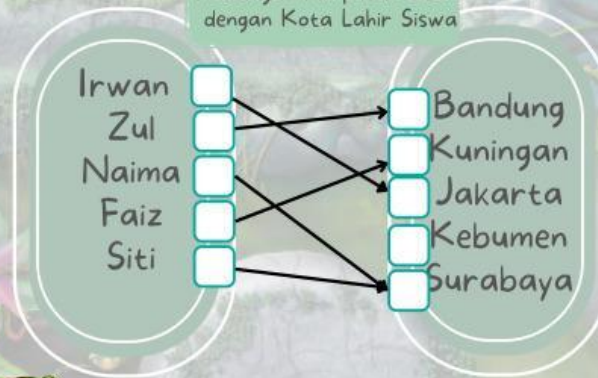 dengan Kota Lahir Siswa
Irwan
Zul
Naima
Faiz
Siti
Bandung
Kuningan
Jakarta
Kebumen
Surabaya